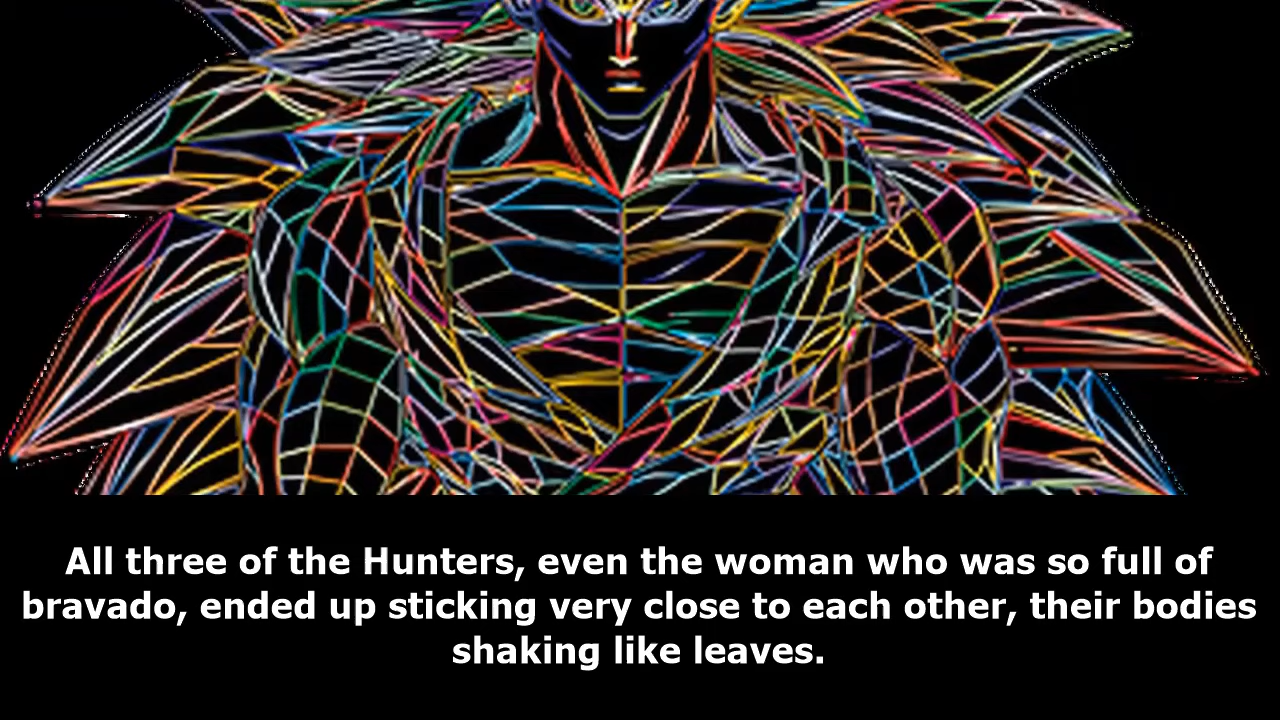 All three of the Hunters, even the woman who was so full of
bravado, ended up sticking very close to each other, their bodies
shaking like leaves.